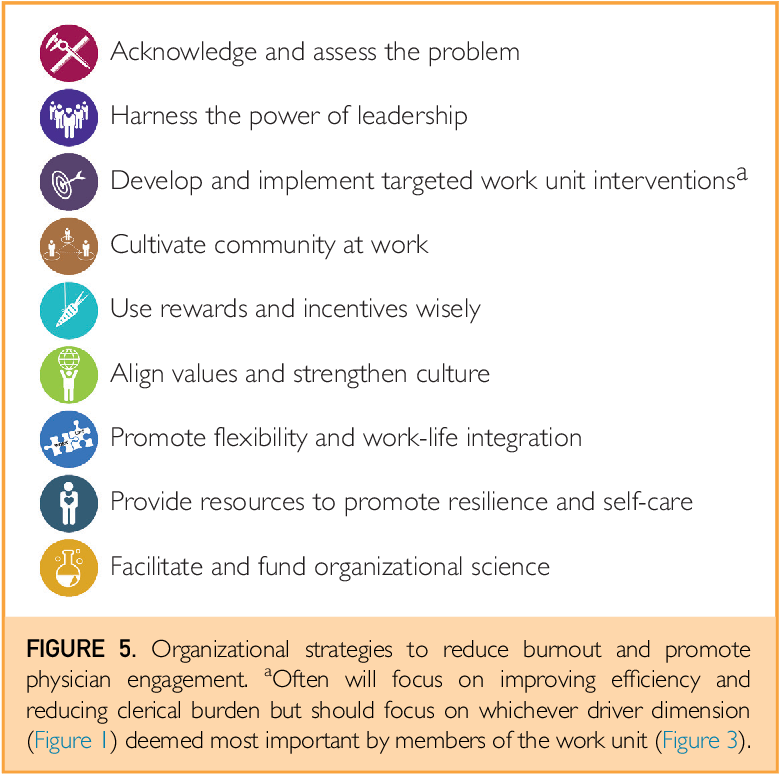 Acknowledge and assess the problem
Harness the power of leadership
Develop and implement targeted work unit interventionsa
Cultivate community at work
Use rewards and incentives wisely
Align values and strengthen culture
Promote flexibility and work-life integration
Provide resources to promote resilience and self-care
Facilitate and fund organizational science
FIGURE 5. Organizational strategies to reduce burnout and promote
physician engagement. aOften will focus on improving efficiency and
reducing clerical burden but should focus on whichever driver dimension
(Figure 1) deemed most important by members of the work unit (Figure 3).